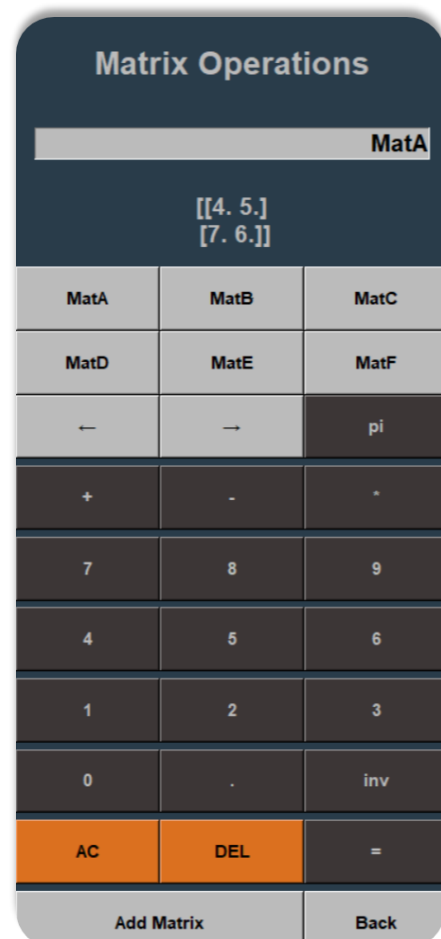 Matrix Operations
MatA
[[4. 5.]
[7. 6.]]
MatA MatB MatC
MatD MatE MatF
← → pi
+ - *
7 8 9
4 5 6
1 2 3
0 . inv
AC DEL =
Add Matrix Back